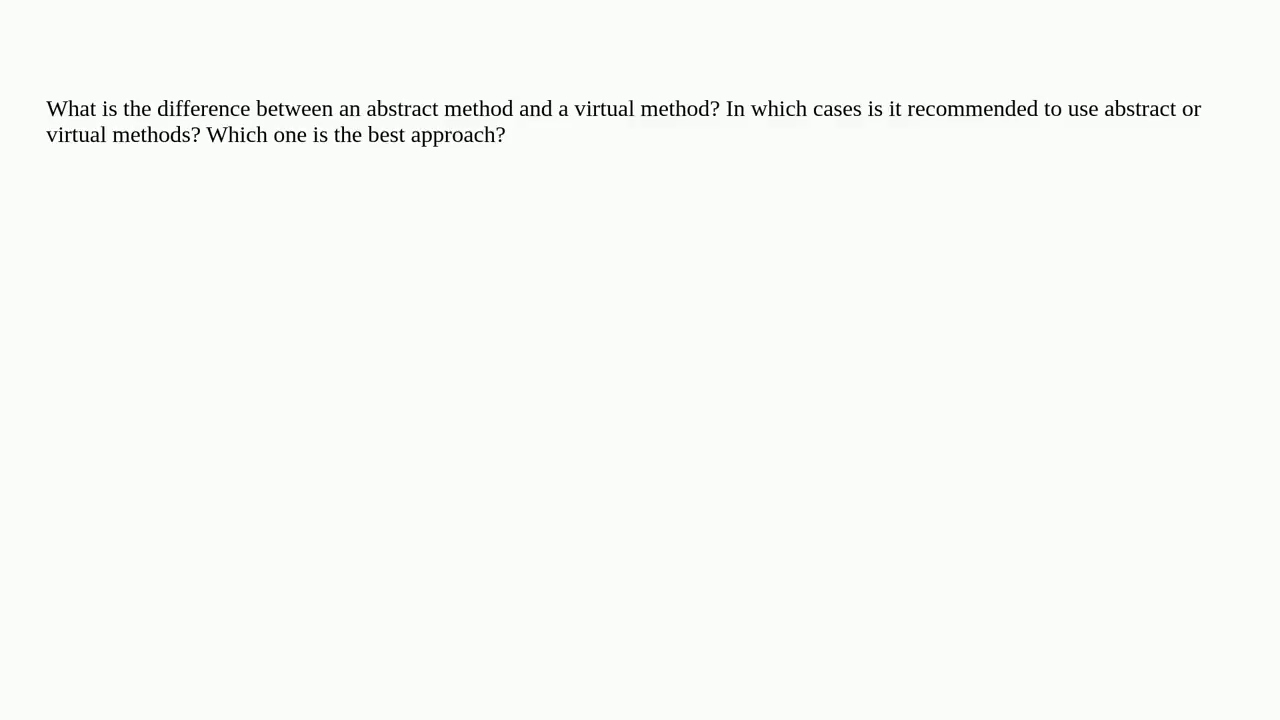 What is the difference between an abstract method and a virtual method? In which cases is it recommended to use abstract or
virtual methods? Which one is the best approach?